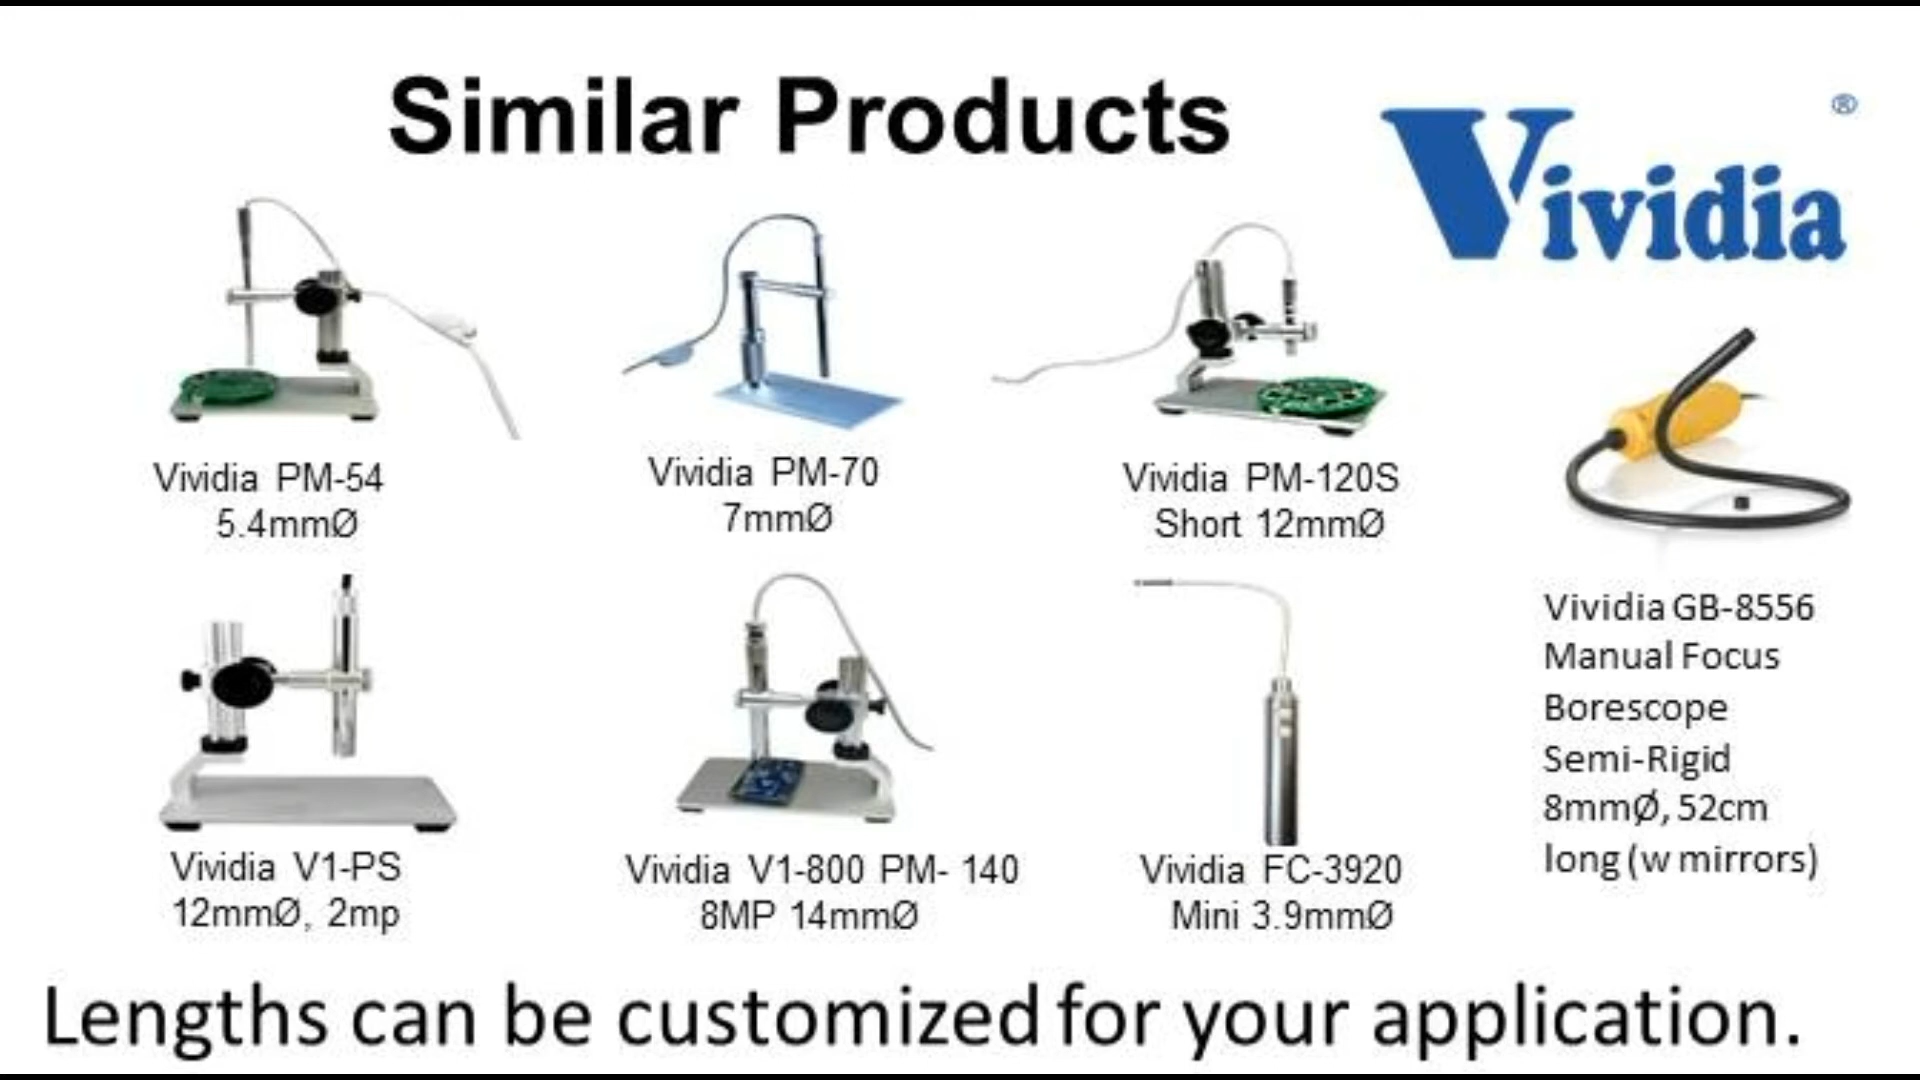 Similar Products
Vividia®
Vividia PM-54
5.4mmØ
Vividia PM-70
7mmØ
Vividia PM-120S
Short 12mmØ
Vividia GB-8556
Manual Focus
Borescope
Semi-Rigid
8mmØ, 52cm
long (w mirrors)
Vividia V1-PS
12mmØ, 2mp
Vividia V1-800 PM- 140
8MP 14mmØ
Vividia FC-3920
Mini 3.9mmØ
Lengths can be customized for your application.